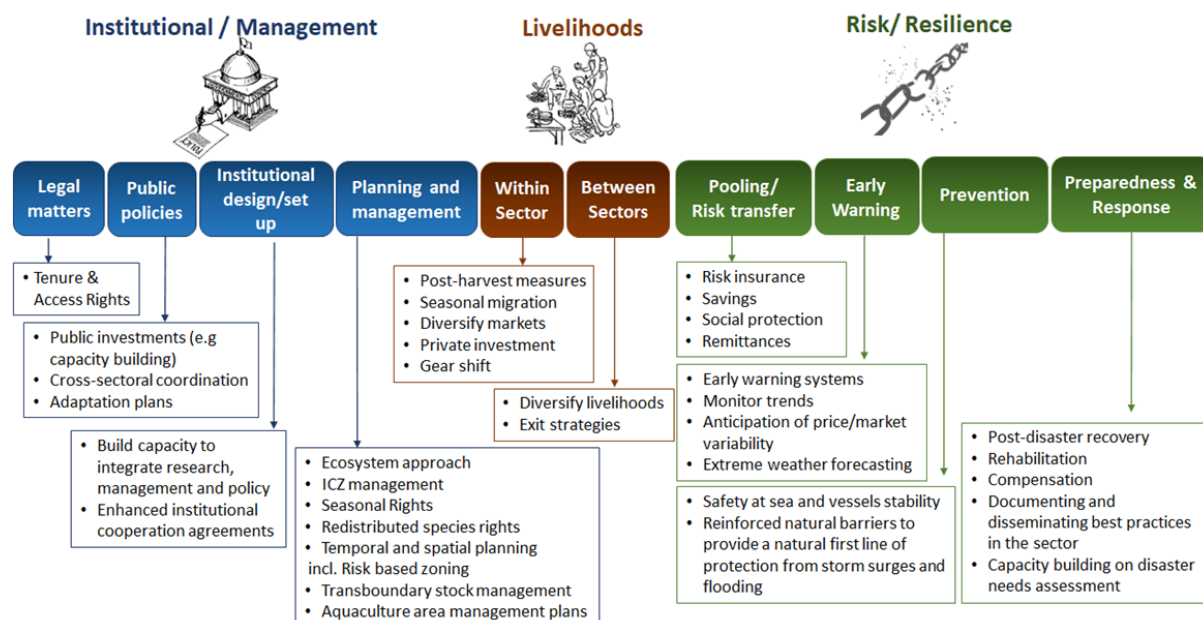 Institutional / Management
Livelihoods
Risk/ Resilience
POLICY
Legal
matters
Public
policies
Institutional
design/set
up
Planning and
management
Within
Sector
Between
Sectors
Pooling/
Risk transfer
Early
Warning
Prevention
Preparedness &
Response
• Tenure &
Access Rights
• Public investments (e.g
capacity building)
• Cross-sectoral coordination
• Adaptation plans
• Build capacity to
integrate research,
management and policy
• Enhanced institutional
cooperation agreements
• Ecosystem approach
• ICZ management
• Seasonal Rights
• Redistributed species rights
• Temporal and spatial planning
incl. Risk based zoning
• Transboundary stock management
• Aquaculture area management plans
• Post-harvest measures
• Seasonal migration
• Diversify markets
• Private investment
• Gear shift
• Diversify livelihoods
• Exit strategies
• Risk insurance
• Savings
• Social protection
• Remittances
• Early warning systems
• Monitor trends
• Anticipation of price/market
variability
• Extreme weather forecasting
• Safety at sea and vessels stability
• Reinforced natural barriers to
provide a natural first line of
protection from storm surges and
flooding
• Post-disaster recovery
• Rehabilitation
• Compensation
• Documenting and
disseminating best practices
in the sector
• Capacity building on disaster
needs assessment